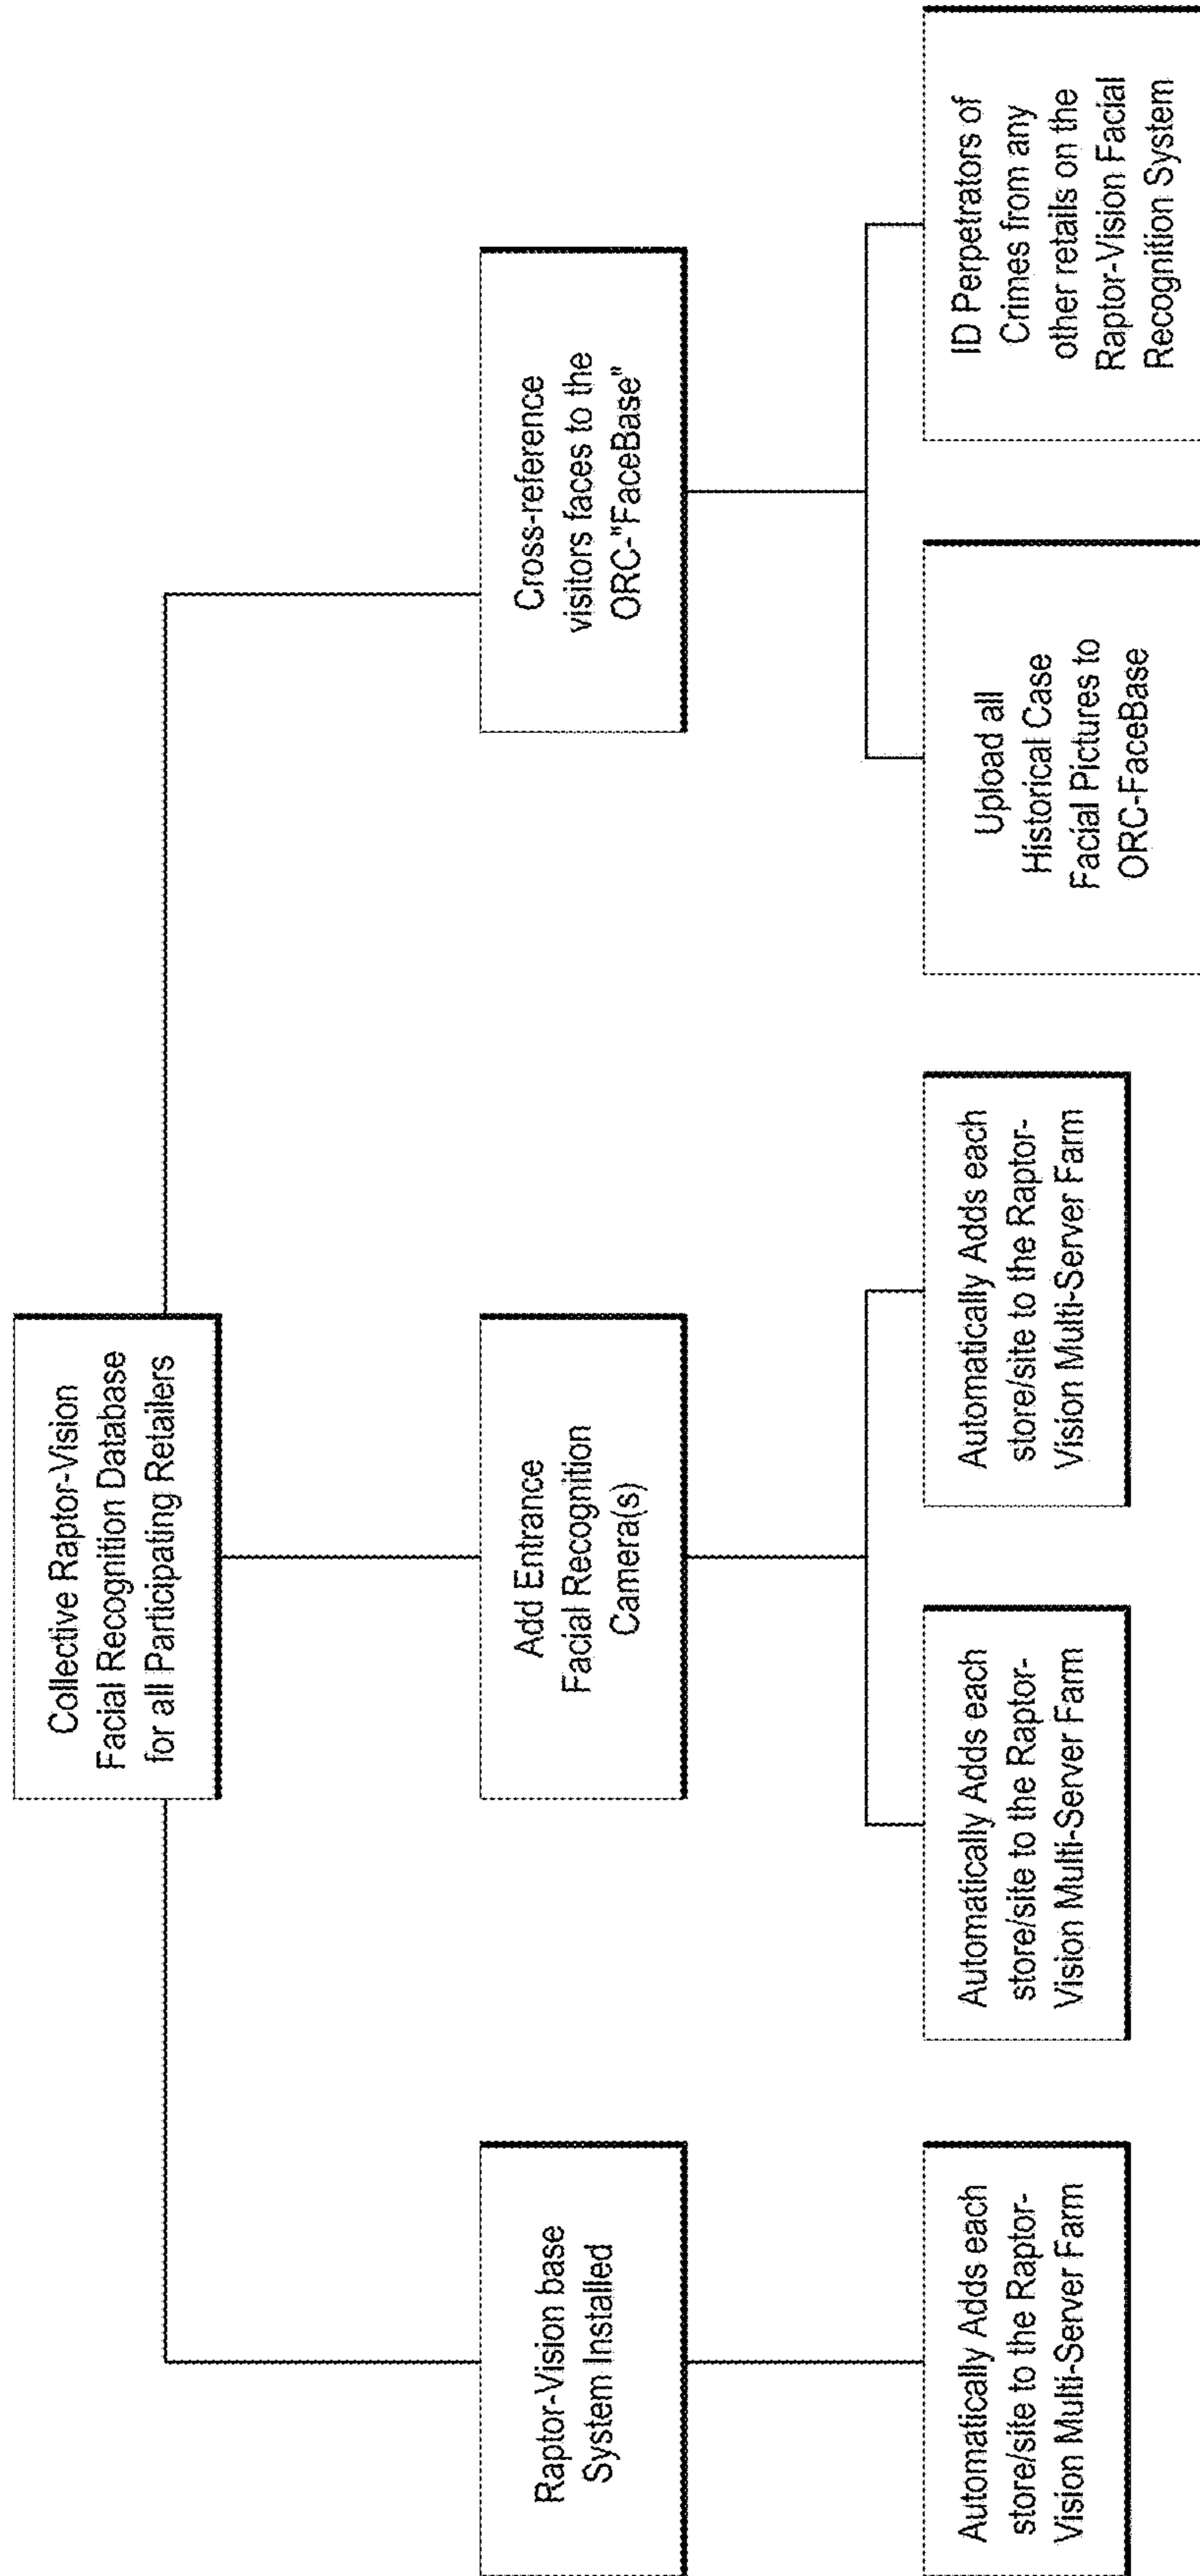 Collective Raptor-Vision
Facial Recognition Database
for all Participating Retailers
Raptor-Vision base
System Installed
Add Entrance
Facial Recognition
Camera(s)
Cross-reference
visitors faces to the
ORC-"FaceBase"
Automatically Adds each
store/site to the Raptor-
Vision Multi-Server Farm
Automatically Adds each
store/site to the Raptor-
Vision Multi-Server Farm
Automatically Adds each
store/site to the Raptor-
Vision Multi-Server Farm
Upload all
Historical Case
Facial Pictures to
ORC-FaceBase
ID Perpetrators of
Crimes from any
other retails on the
Raptor-Vision Facial
Recognition System